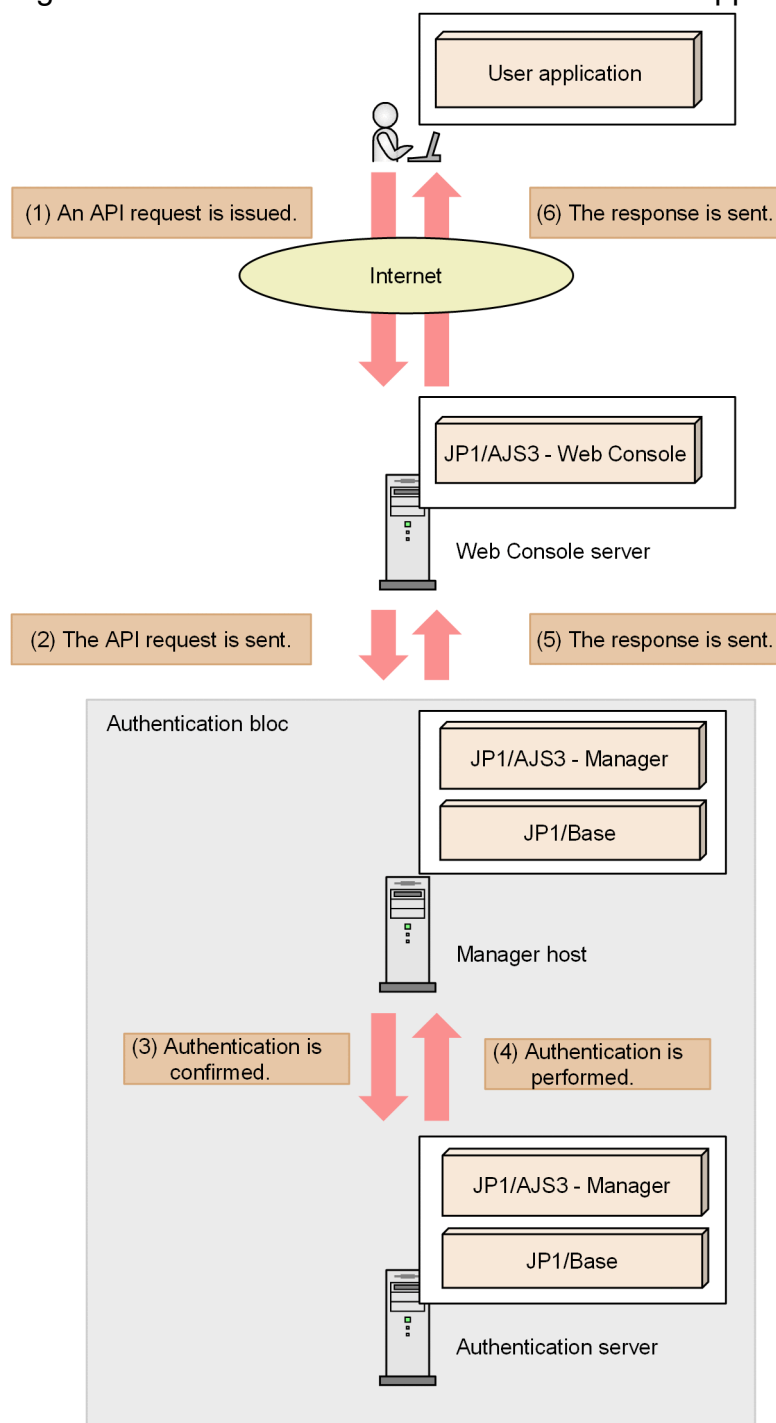 User application
(1) An API request is issued.
(6) The response is sent.
Internet
JP1/AJS3 - Web Console
Web Console server
(2) The API request is sent.
(5) The response is sent.
Authentication bloc
JP1/AJS3 - Manager
JP1/Base
Manager host
(3) Authentication is
confirmed.
(4) Authentication is
performed.
JP1/AJS3 - Manager
JP1/Base
Authentication server